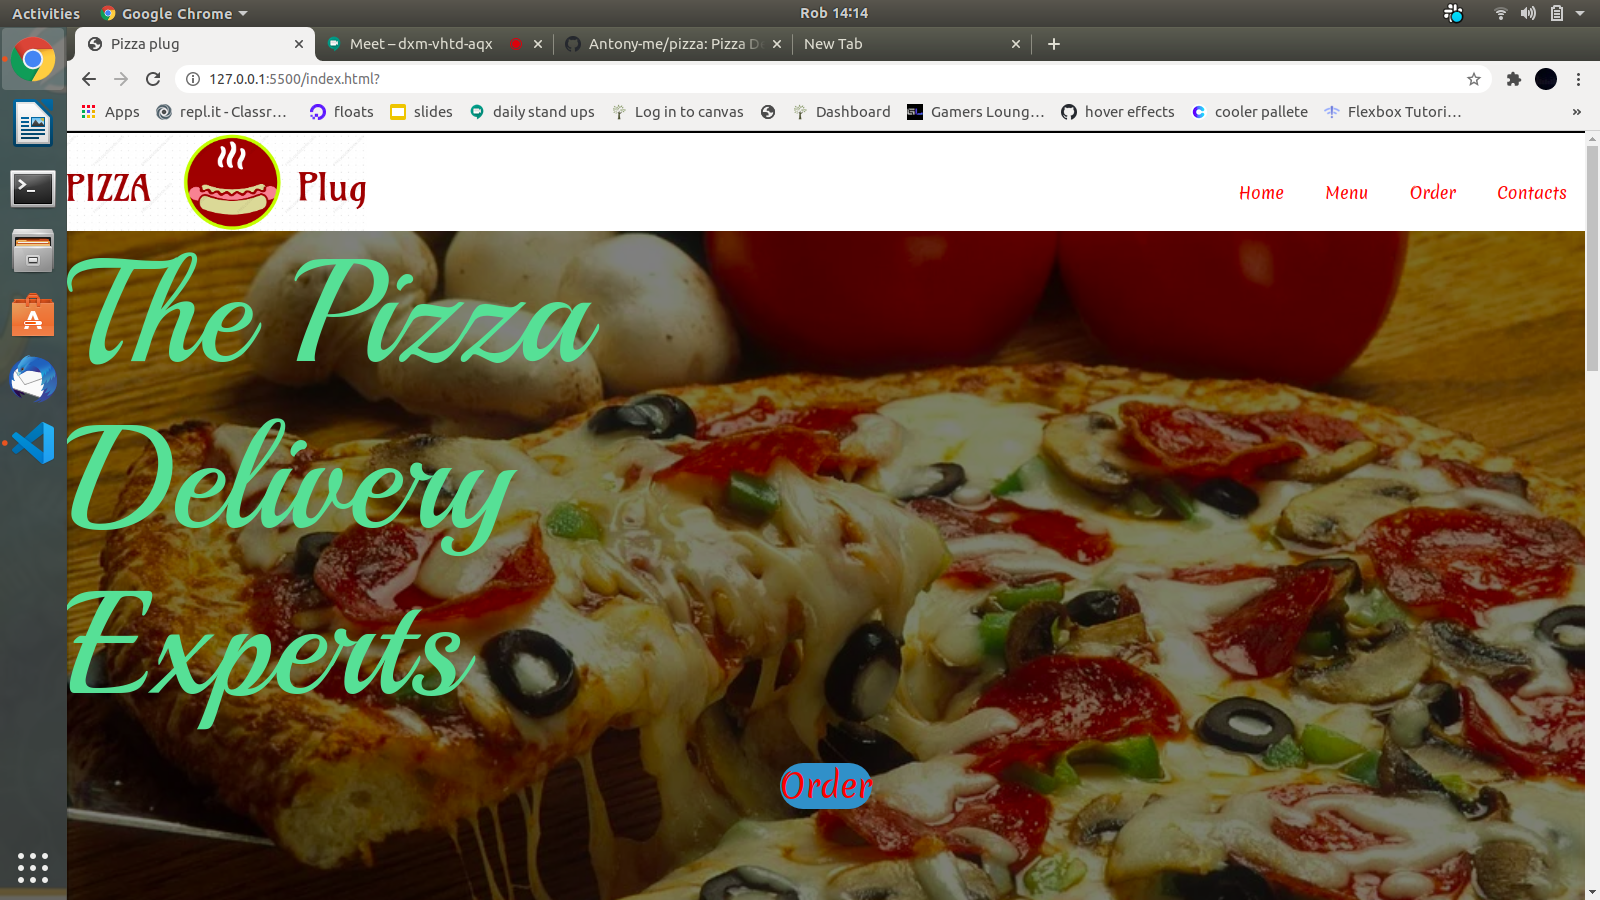 Activities Google Chrome Rob 14:14
Pizza plug Meet – dxm-vhtd-aqx Antony-me/pizza: Pizza D New Tab
127.0.0.1:5500/index.html?
Apps repl.it - Classr… floats slides daily stand ups Log in to canvas Dashboard Gamers Loung… hover effects cooler pallete Flexbox Tutori… »
PIZZA Plug Home Menu Order Contacts
The Pizza
Delivery
Experts
Order